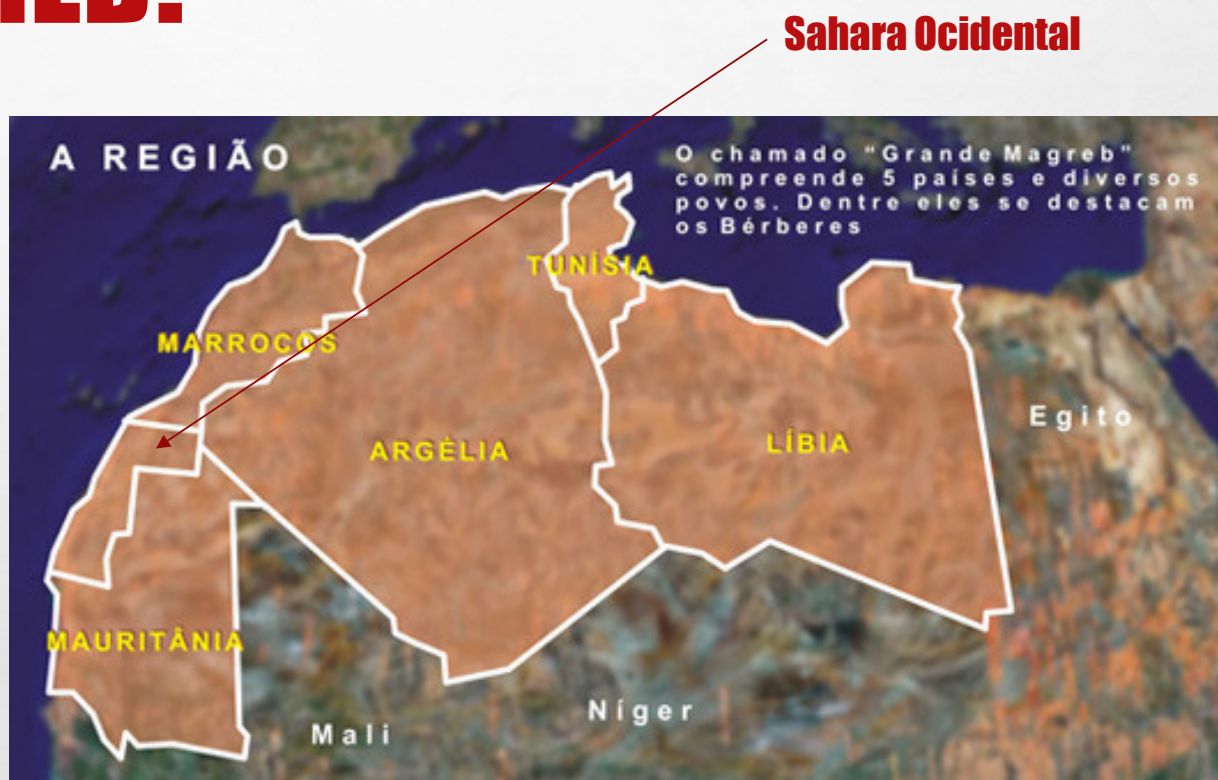 Sahara Ocidental
A REGIÃO
O chamado "Grande Magreb"
compreende 5 países e diversos
povos. Dentre eles se destacam
os Bérberes
TUNÍSIA
MARROCOS
Egito
ARGÉLIA
LÍBIA
MAURITÂNIA
Níger
Mali